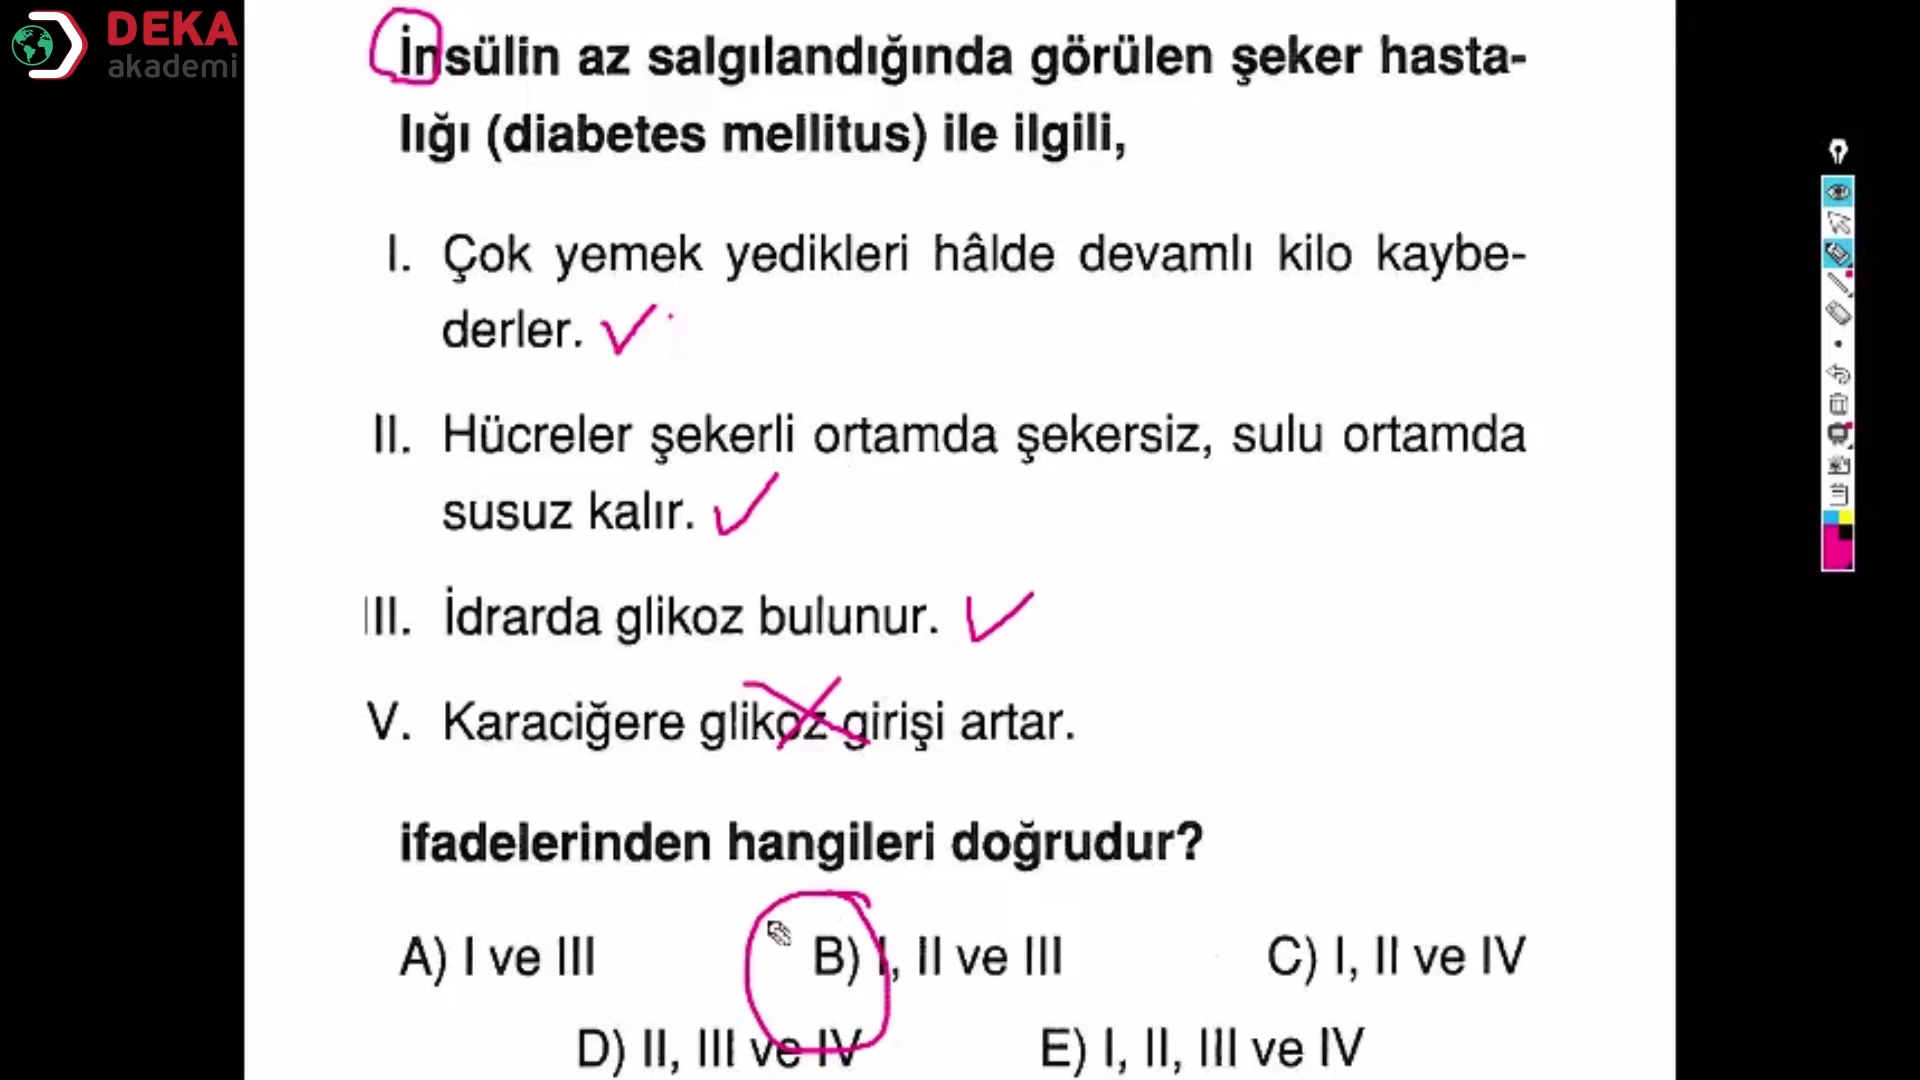 DEKA
akademi
İnsülin az salgılandığında görülen şeker hasta-
lığı (diabetes mellitus) ile ilgili,
I. Çok yemek yedikleri hâlde devamlı kilo kaybe-
derler.
II. Hücreler şekerli ortamda şekersiz, sulu ortamda
susuz kalır.
III. İdrarda glikoz bulunur.
V. Karaciğere glikoz girişi artar.
ifadelerinden hangileri doğrudur?
A) I ve III B) I, II ve III C) I, II ve IV
D) II, III ve IV E) I, II, III ve IV